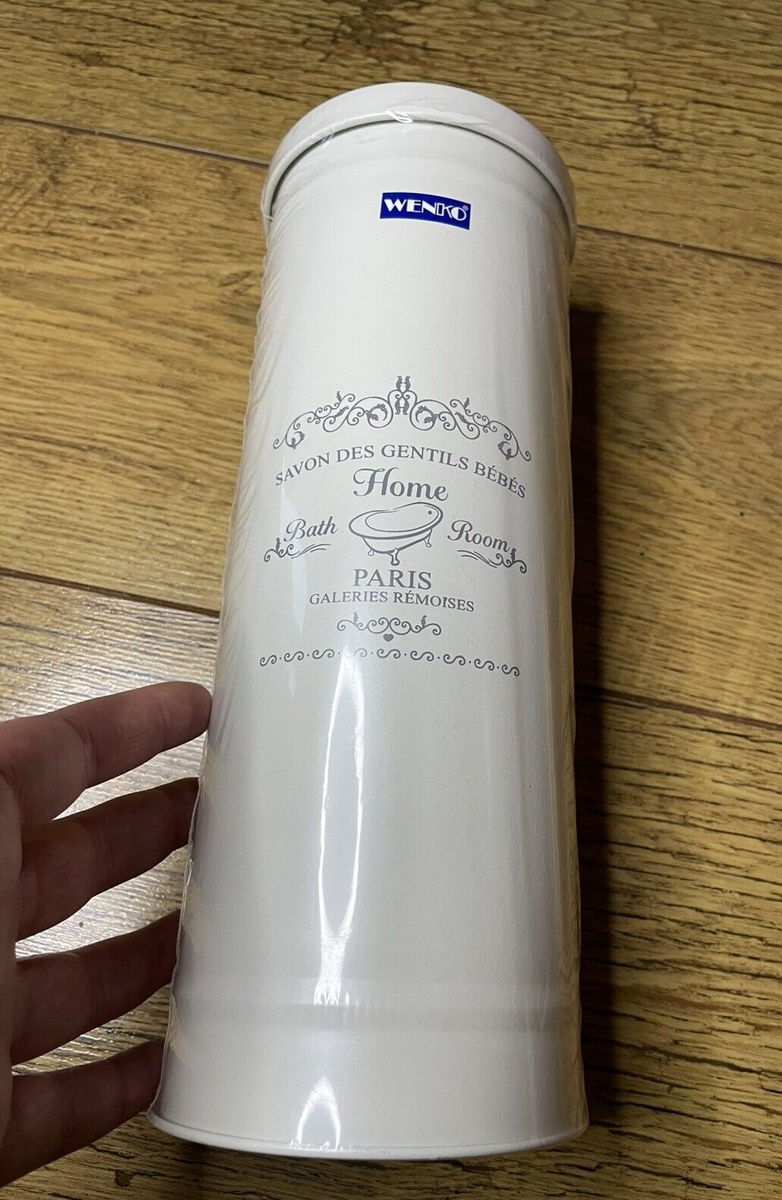 WENKO®
SAVON DES GENTILS BÉBÉS
Home
Bath Room
PARIS
GALERIES RÉMOISES